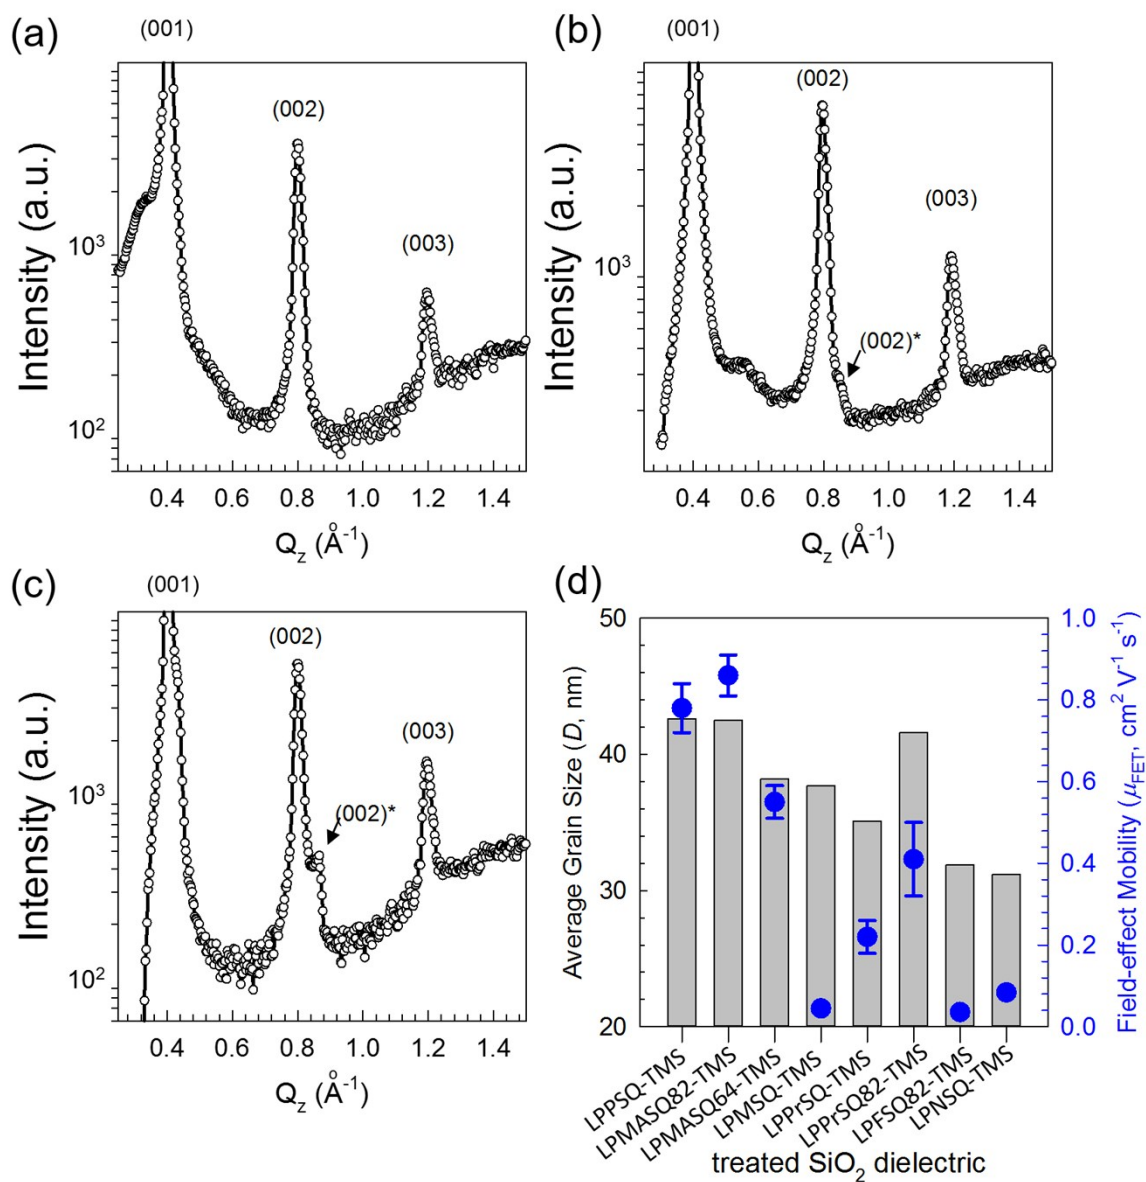 (a)
(001)
(002)
(003)
10³
10²
Intensity (a.u.)
0.4 0.6 0.8 1.0 1.2 1.4
Q_z (Å⁻¹)
(b)
(001)
(002)
(003)
(002)*
10³
Intensity (a.u.)
0.4 0.6 0.8 1.0 1.2 1.4
Q_z (Å⁻¹)
(c)
(001)
(002)
(003)
(002)*
10³
10²
Intensity (a.u.)
0.4 0.6 0.8 1.0 1.2 1.4
Q_z (Å⁻¹)
(d)
50
40
30
20
Average Grain Size (D, nm)
1.0
0.8
0.6
0.4
0.2
0.0
Field-effect Mobility (μ_FET, cm² V⁻¹ s⁻¹)
LPPSQ-TMS
LPMASQ82-TMS
LPMASQ64-TMS
LPMSQ-TMS
LPPrSQ-TMS
LPPrSQ82-TMS
LPFSQ82-TMS
LPNSQ-TMS
treated SiO₂ dielectric